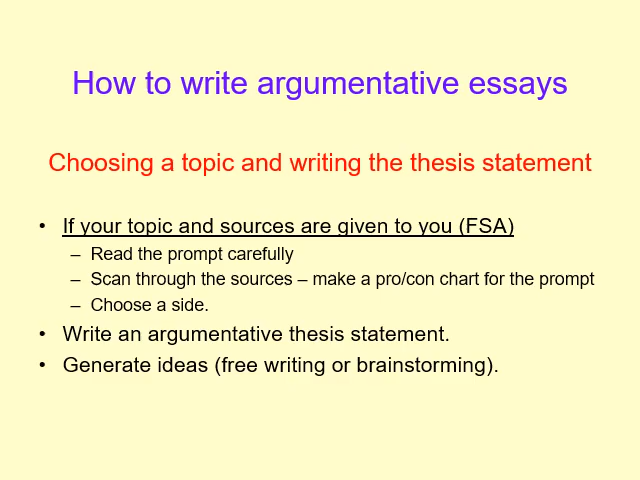 How to write argumentative essays
Choosing a topic and writing the thesis statement
• If your topic and sources are given to you (FSA)
– Read the prompt carefully
– Scan through the sources – make a pro/con chart for the prompt
– Choose a side.
• Write an argumentative thesis statement.
• Generate ideas (free writing or brainstorming).